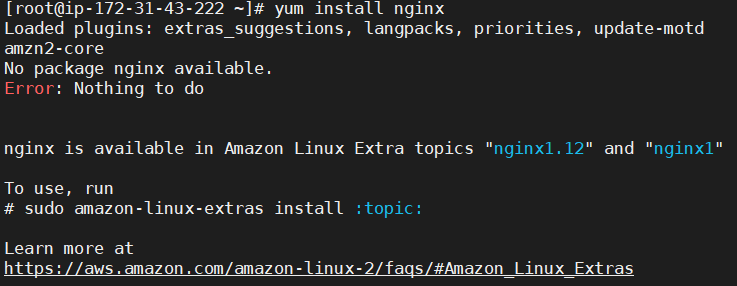 [root@ip-172-31-43-222 ~]# yum install nginx
Loaded plugins: extras_suggestions, langpacks, priorities, update-motd
amzn2-core
No package nginx available.
Error: Nothing to do
nginx is available in Amazon Linux Extra topics "nginx1.12" and "nginx1"
To use, run
# sudo amazon-linux-extras install :topic:
Learn more at
https://aws.amazon.com/amazon-linux-2/faqs/#Amazon_Linux_Extras